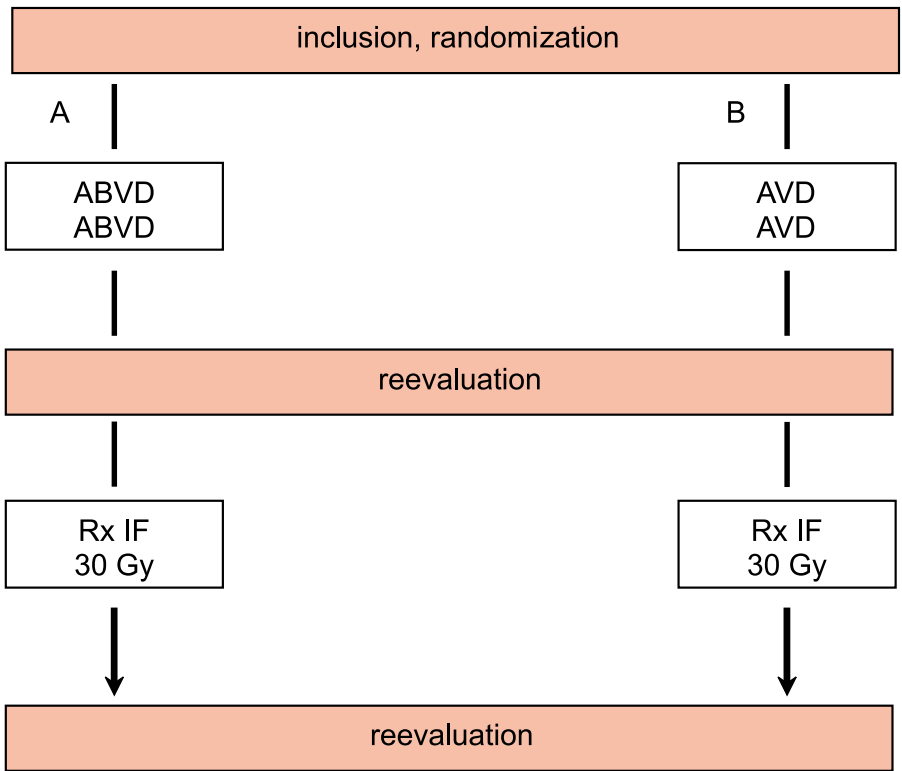 inclusion, randomization
A
B
ABVD
ABVD
AVD
AVD
reevaluation
Rx IF
30 Gy
Rx IF
30 Gy
reevaluation